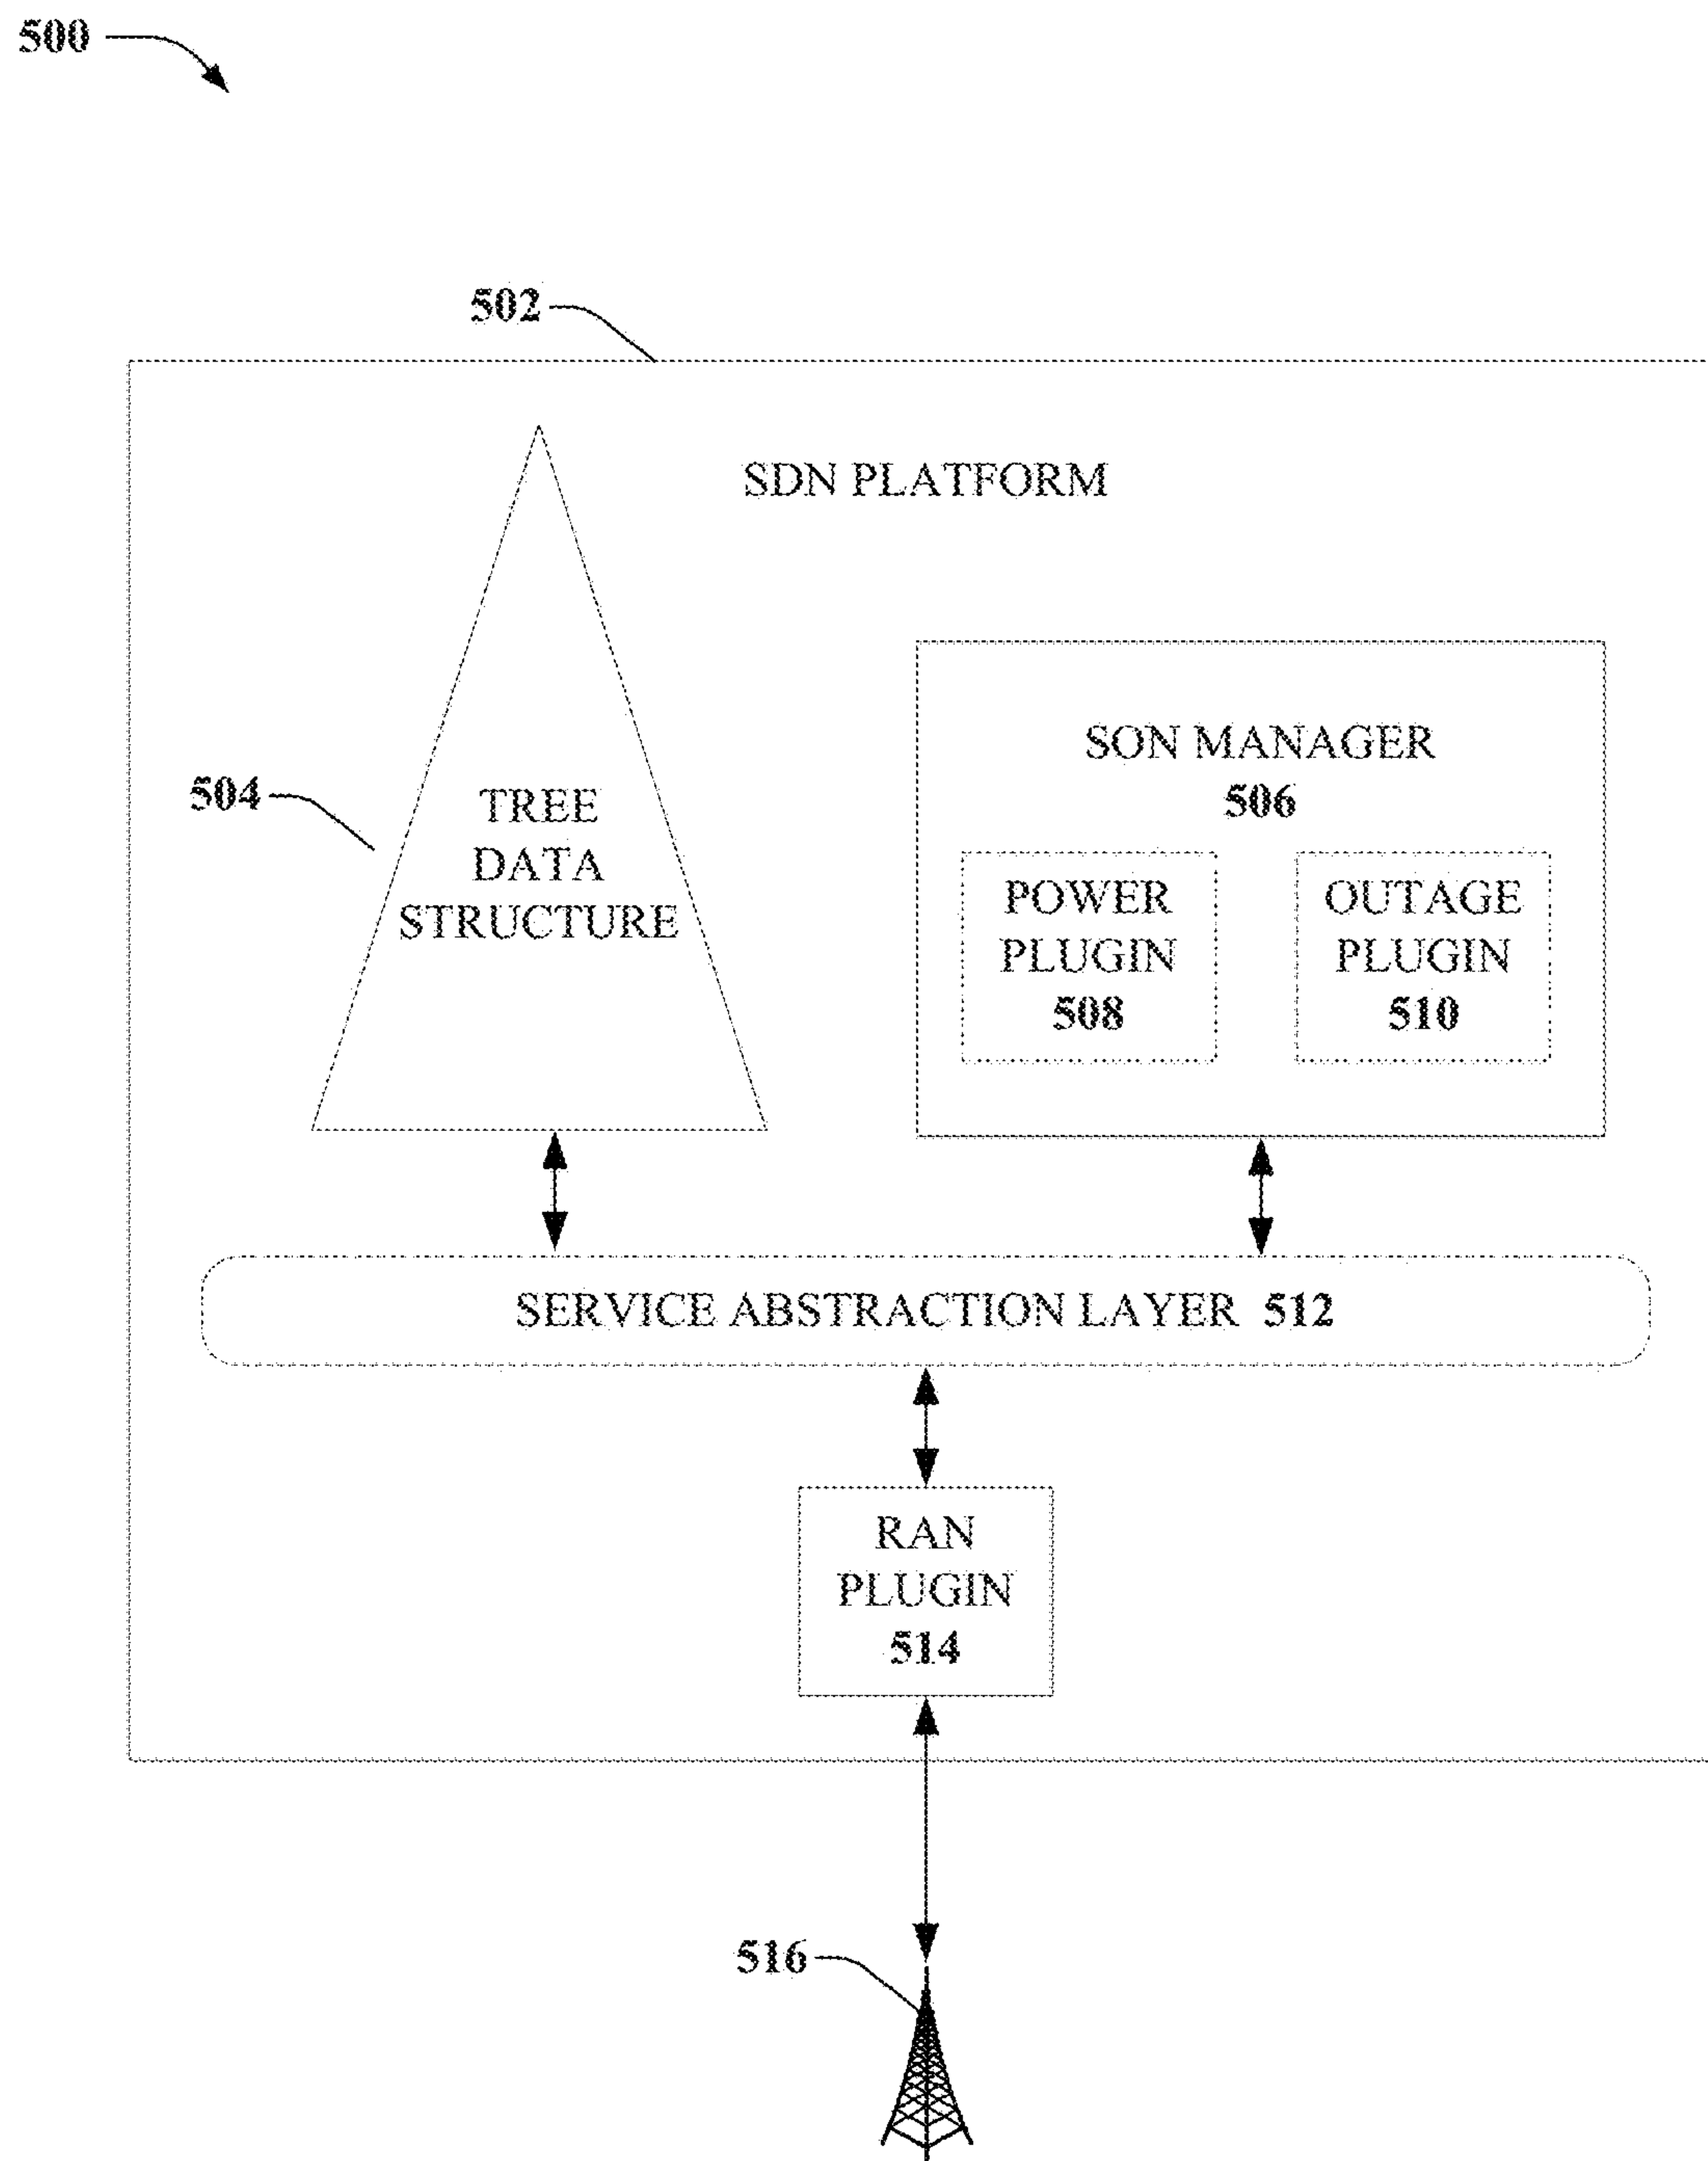 500
502
SDN PLATFORM
504
TREE
DATA
STRUCTURE
SON MANAGER
506
POWER
PLUGIN
508
OUTAGE
PLUGIN
510
SERVICE ABSTRACTION LAYER 512
RAN
PLUGIN
514
516